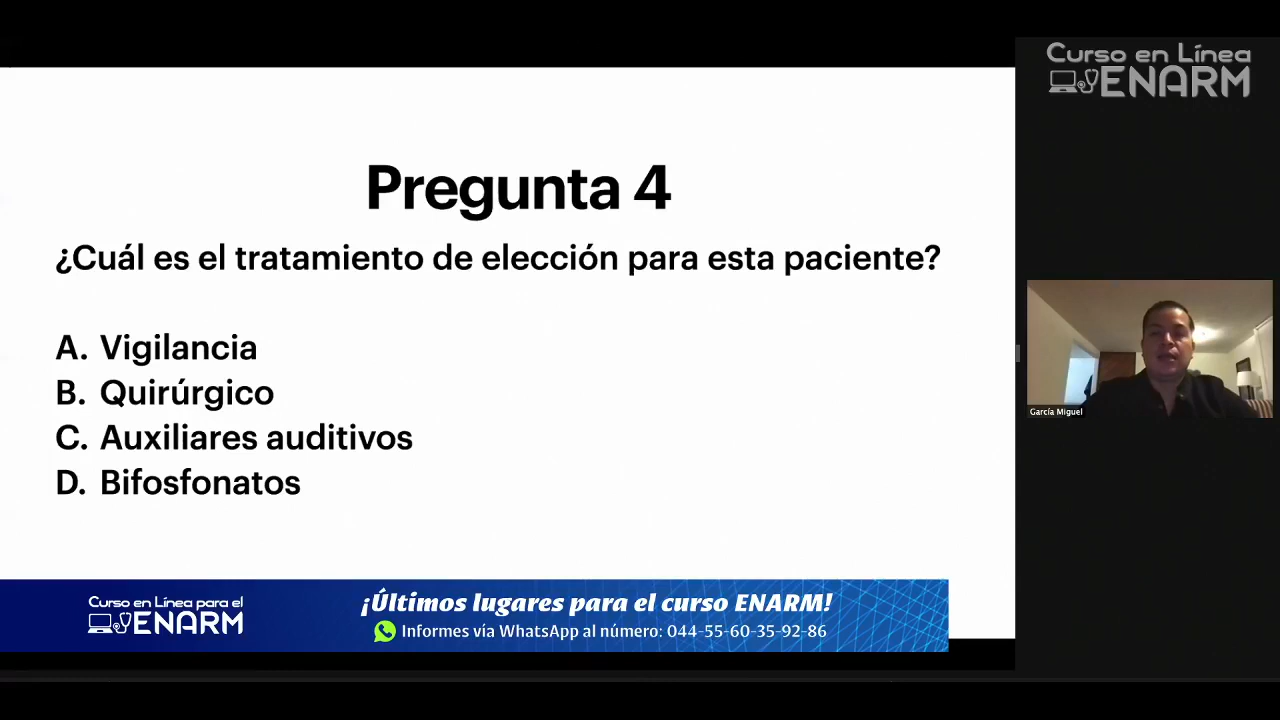 Curso en Línea
ENARM
Pregunta 4
¿Cuál es el tratamiento de elección para esta paciente?
A. Vigilancia
B. Quirúrgico
C. Auxiliares auditivos
D. Bifosfonatos
García Miguel
Curso en Línea para el
ENARM
¡Últimos lugares para el curso ENARM!
Informes vía WhatsApp al número: 044-55-60-35-92-86